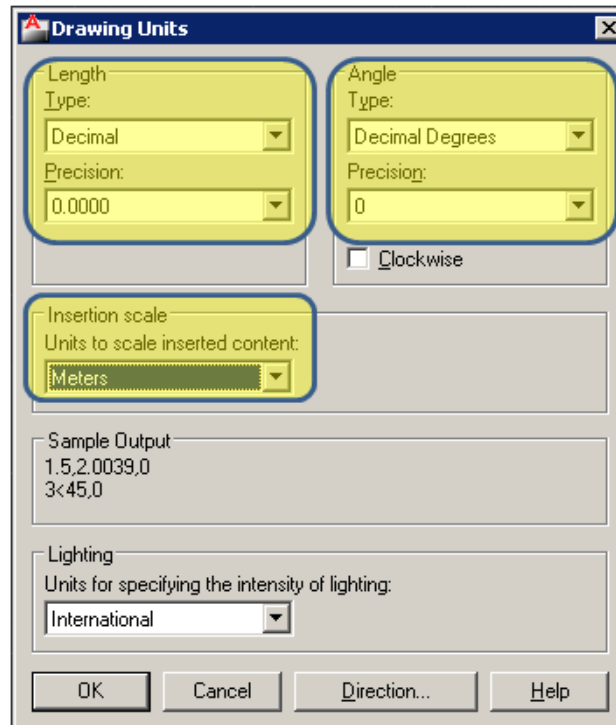 Drawing Units
Length
Type:
Decimal
Precision:
0.0000
Angle
Type:
Decimal Degrees
Precision:
0
Clockwise
Insertion scale
Units to scale inserted content:
Meters
Sample Output
1.5,2.0039,0
3<45,0
Lighting
Units for specifying the intensity of lighting:
International
OK
Cancel
Direction...
Help